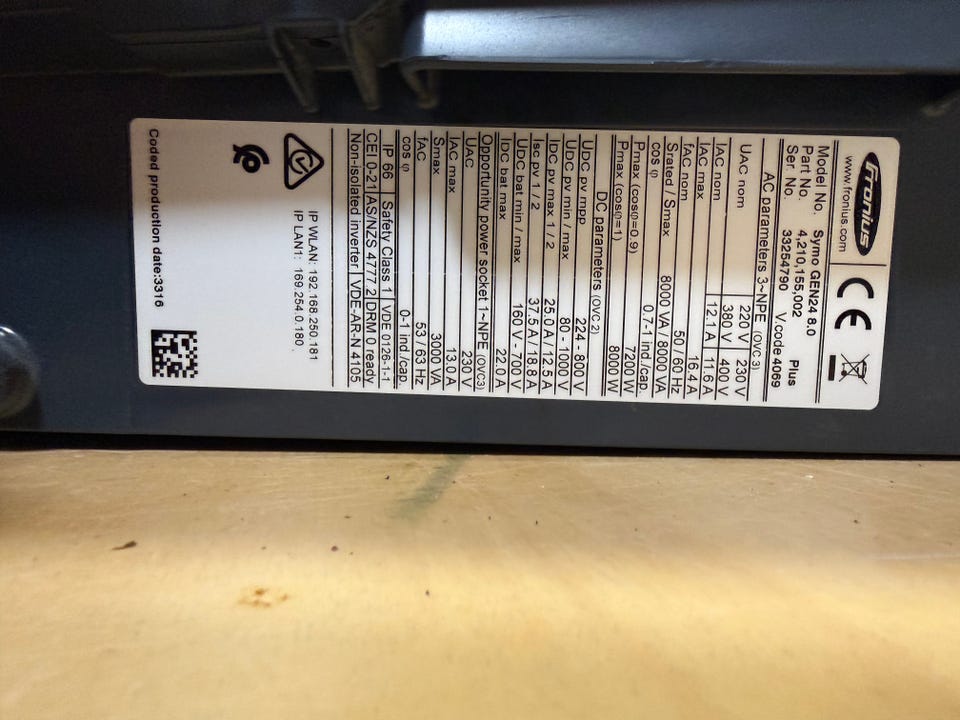 Fronius
www.fronius.com
CE
Model No. Symo GEN24 8.0 Plus
Part No. 4,210,155,002
Ser. No. 33254790 V.code 4069
AC parameters 3~NPE (OVC 3)
UAC nom 220 V 230 V
380 V 400 V
IAC nom 12.1 A 11.6 A
IAC max 16.4 A
fAC nom 50 / 60 Hz
Srated / Smax 8000 VA / 8000 VA
cos φ 0.7-1 ind./cap.
Pmax (cosφ=0.9) 7200 W
Pmax (cosφ=1) 8000 W
DC parameters (OVC 2)
UDC pv mpp 224 - 800 V
UDC pv min / max 80 - 1000 V
IDC pv max 1 / 2 25.0 A / 12.5 A
Isc pv 1 / 2 37.5 A / 18.8 A
UDC bat min / max 160 V - 700 V
IDC bat max 22.0 A
Opportunity power socket 1~NPE (OVC3)
UAC 230 V
IAC max 13.0 A
Smax 3000 VA
fAC 53 / 63 Hz
cos φ 0-1 ind./cap.
IP 66 Safety Class 1 VDE 0126-1-1
CEI 0-21 AS/NZS 4777.2 DRM 0 ready
Non-isolated inverter VDE-AR-N 4105
IP WLAN: 192.168.250.181
IP LAN1: 169.254.0.180
Coded production date:3316